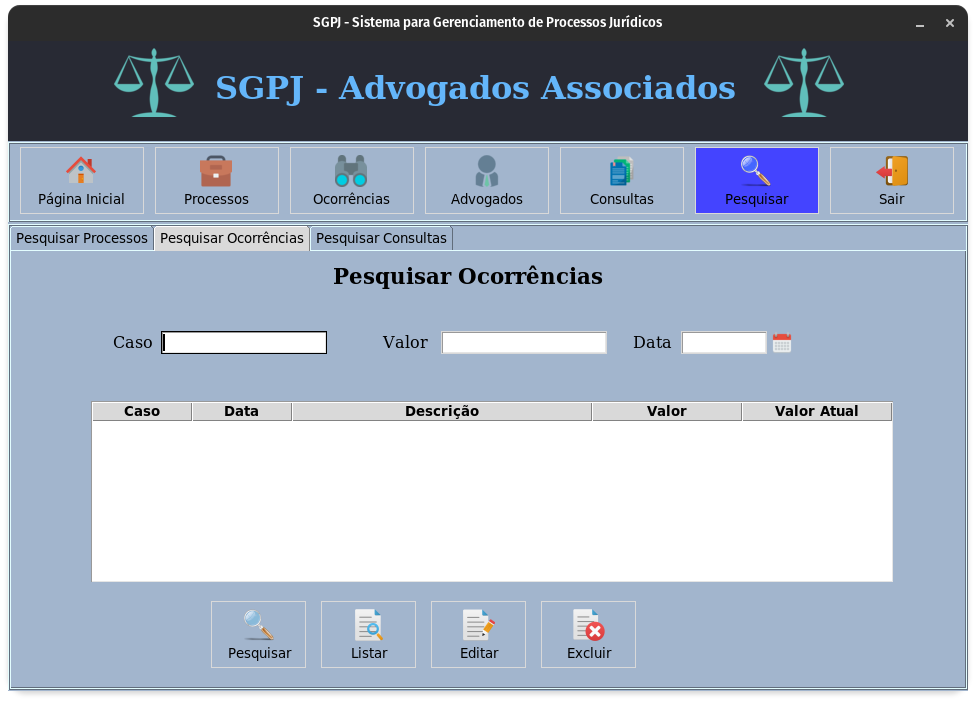 SGPJ - Sistema para Gerenciamento de Processos Jurídicos
SGPJ - Advogados Associados
Página Inicial Processos Ocorrências Advogados Consultas Pesquisar Sair
Pesquisar Processos Pesquisar Ocorrências Pesquisar Consultas
Pesquisar Ocorrências
Caso Valor Data
Caso Data Descrição Valor Valor Atual
Pesquisar Listar Editar Excluir